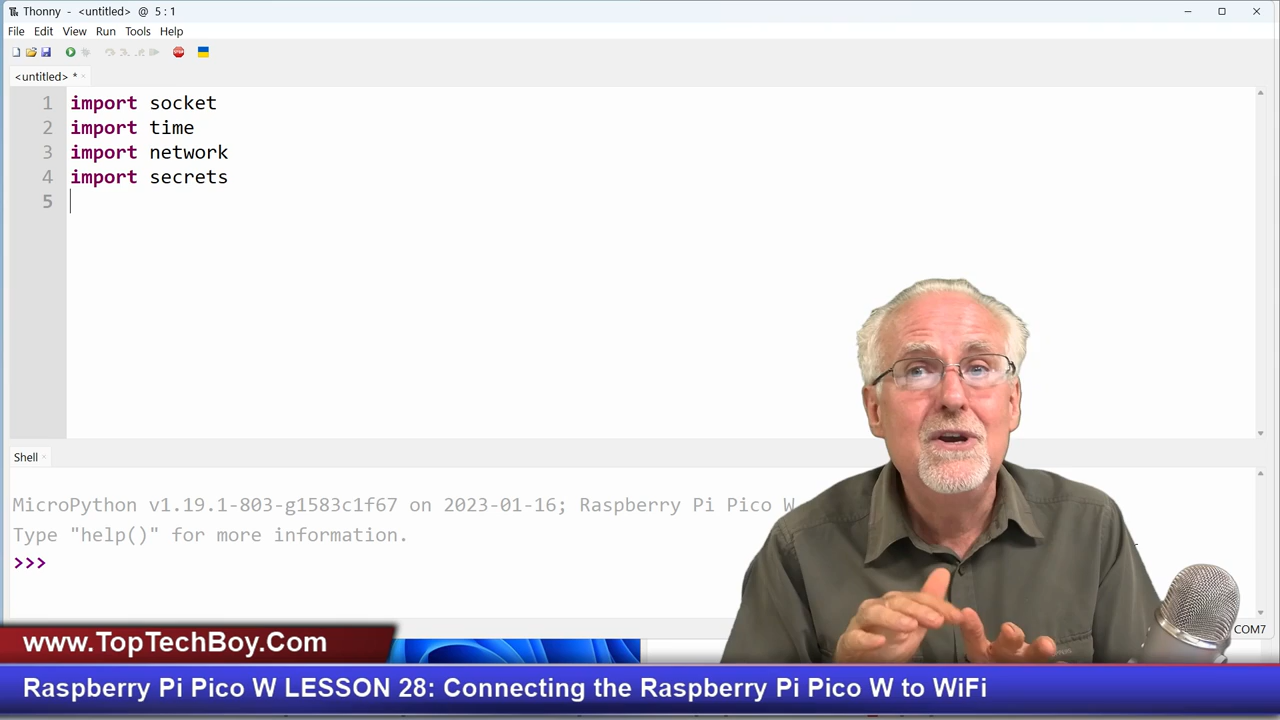 Thonny - <untitled> @ 5 : 1
File Edit View Run Tools Help
<untitled> *
1 import socket
2 import time
3 import network
4 import secrets
5
Shell
MicroPython v1.19.1-803-g1583c1f67 on 2023-01-16; Raspberry Pi Pico W
Type "help()" for more information.
>>>
COM7
www.TopTechBoy.Com
Raspberry Pi Pico W LESSON 28: Connecting the Raspberry Pi Pico W to WiFi